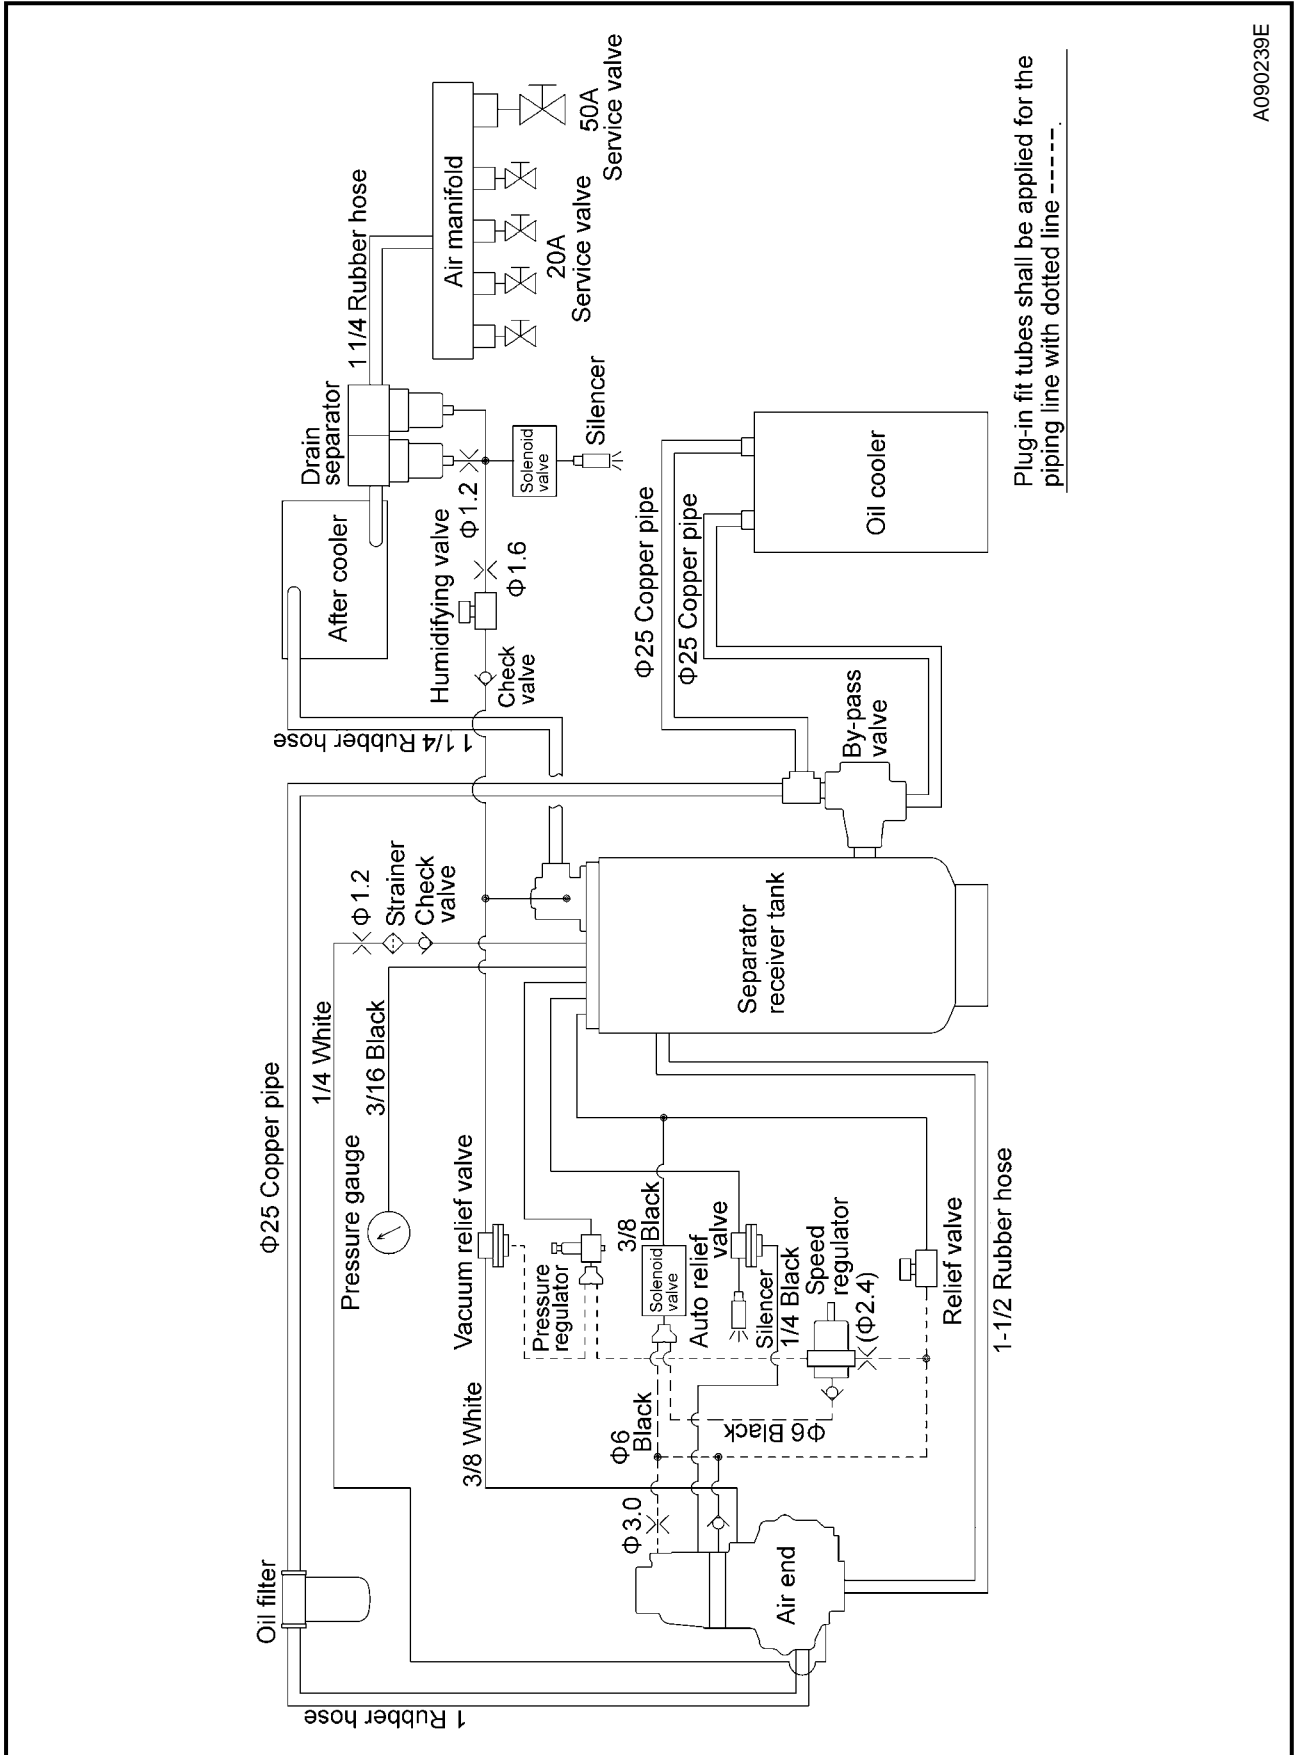 A090239E
50A
Service valve
20A
Service valve
Air manifold
1 1/4 Rubber hose
Drain
separator
Silencer
Solenoid
valve
Φ1.2
After cooler
Humidifying valve
Φ1.6
Check
valve
1 1/4 Rubber hose
Φ25 Copper pipe
Φ25 Copper pipe
Oil cooler
By-pass
valve
Plug-in fit tubes shall be applied for the
piping line with dotted line -----.
Φ1.2
Strainer
Check
valve
1/4 White
3/16 Black
Φ25 Copper pipe
Pressure gauge
Separator
receiver tank
Vacuum relief valve
Pressure
regulator
3/8
Black
Solenoid
valve
Auto relief
valve
Silencer
1/4 Black
Speed
regulator
(Φ2.4)
Relief valve
1-1/2 Rubber hose
3/8 White
Φ6
Black
Φ6 Black
Φ3.0
Air end
Oil filter
1 Rubber hose